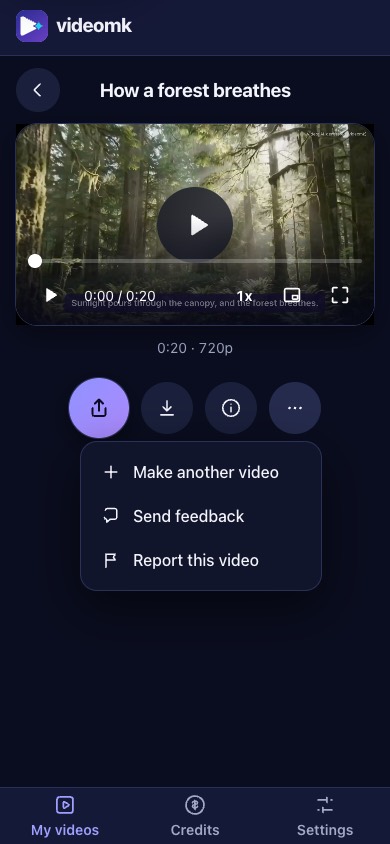 videomk
How a forest breathes
0:00 / 0:20
1x
Sunlight pours through the canopy, and the forest breathes.
0:20 · 720p
Make another video
Send feedback
Report this video
My videos
Credits
Settings